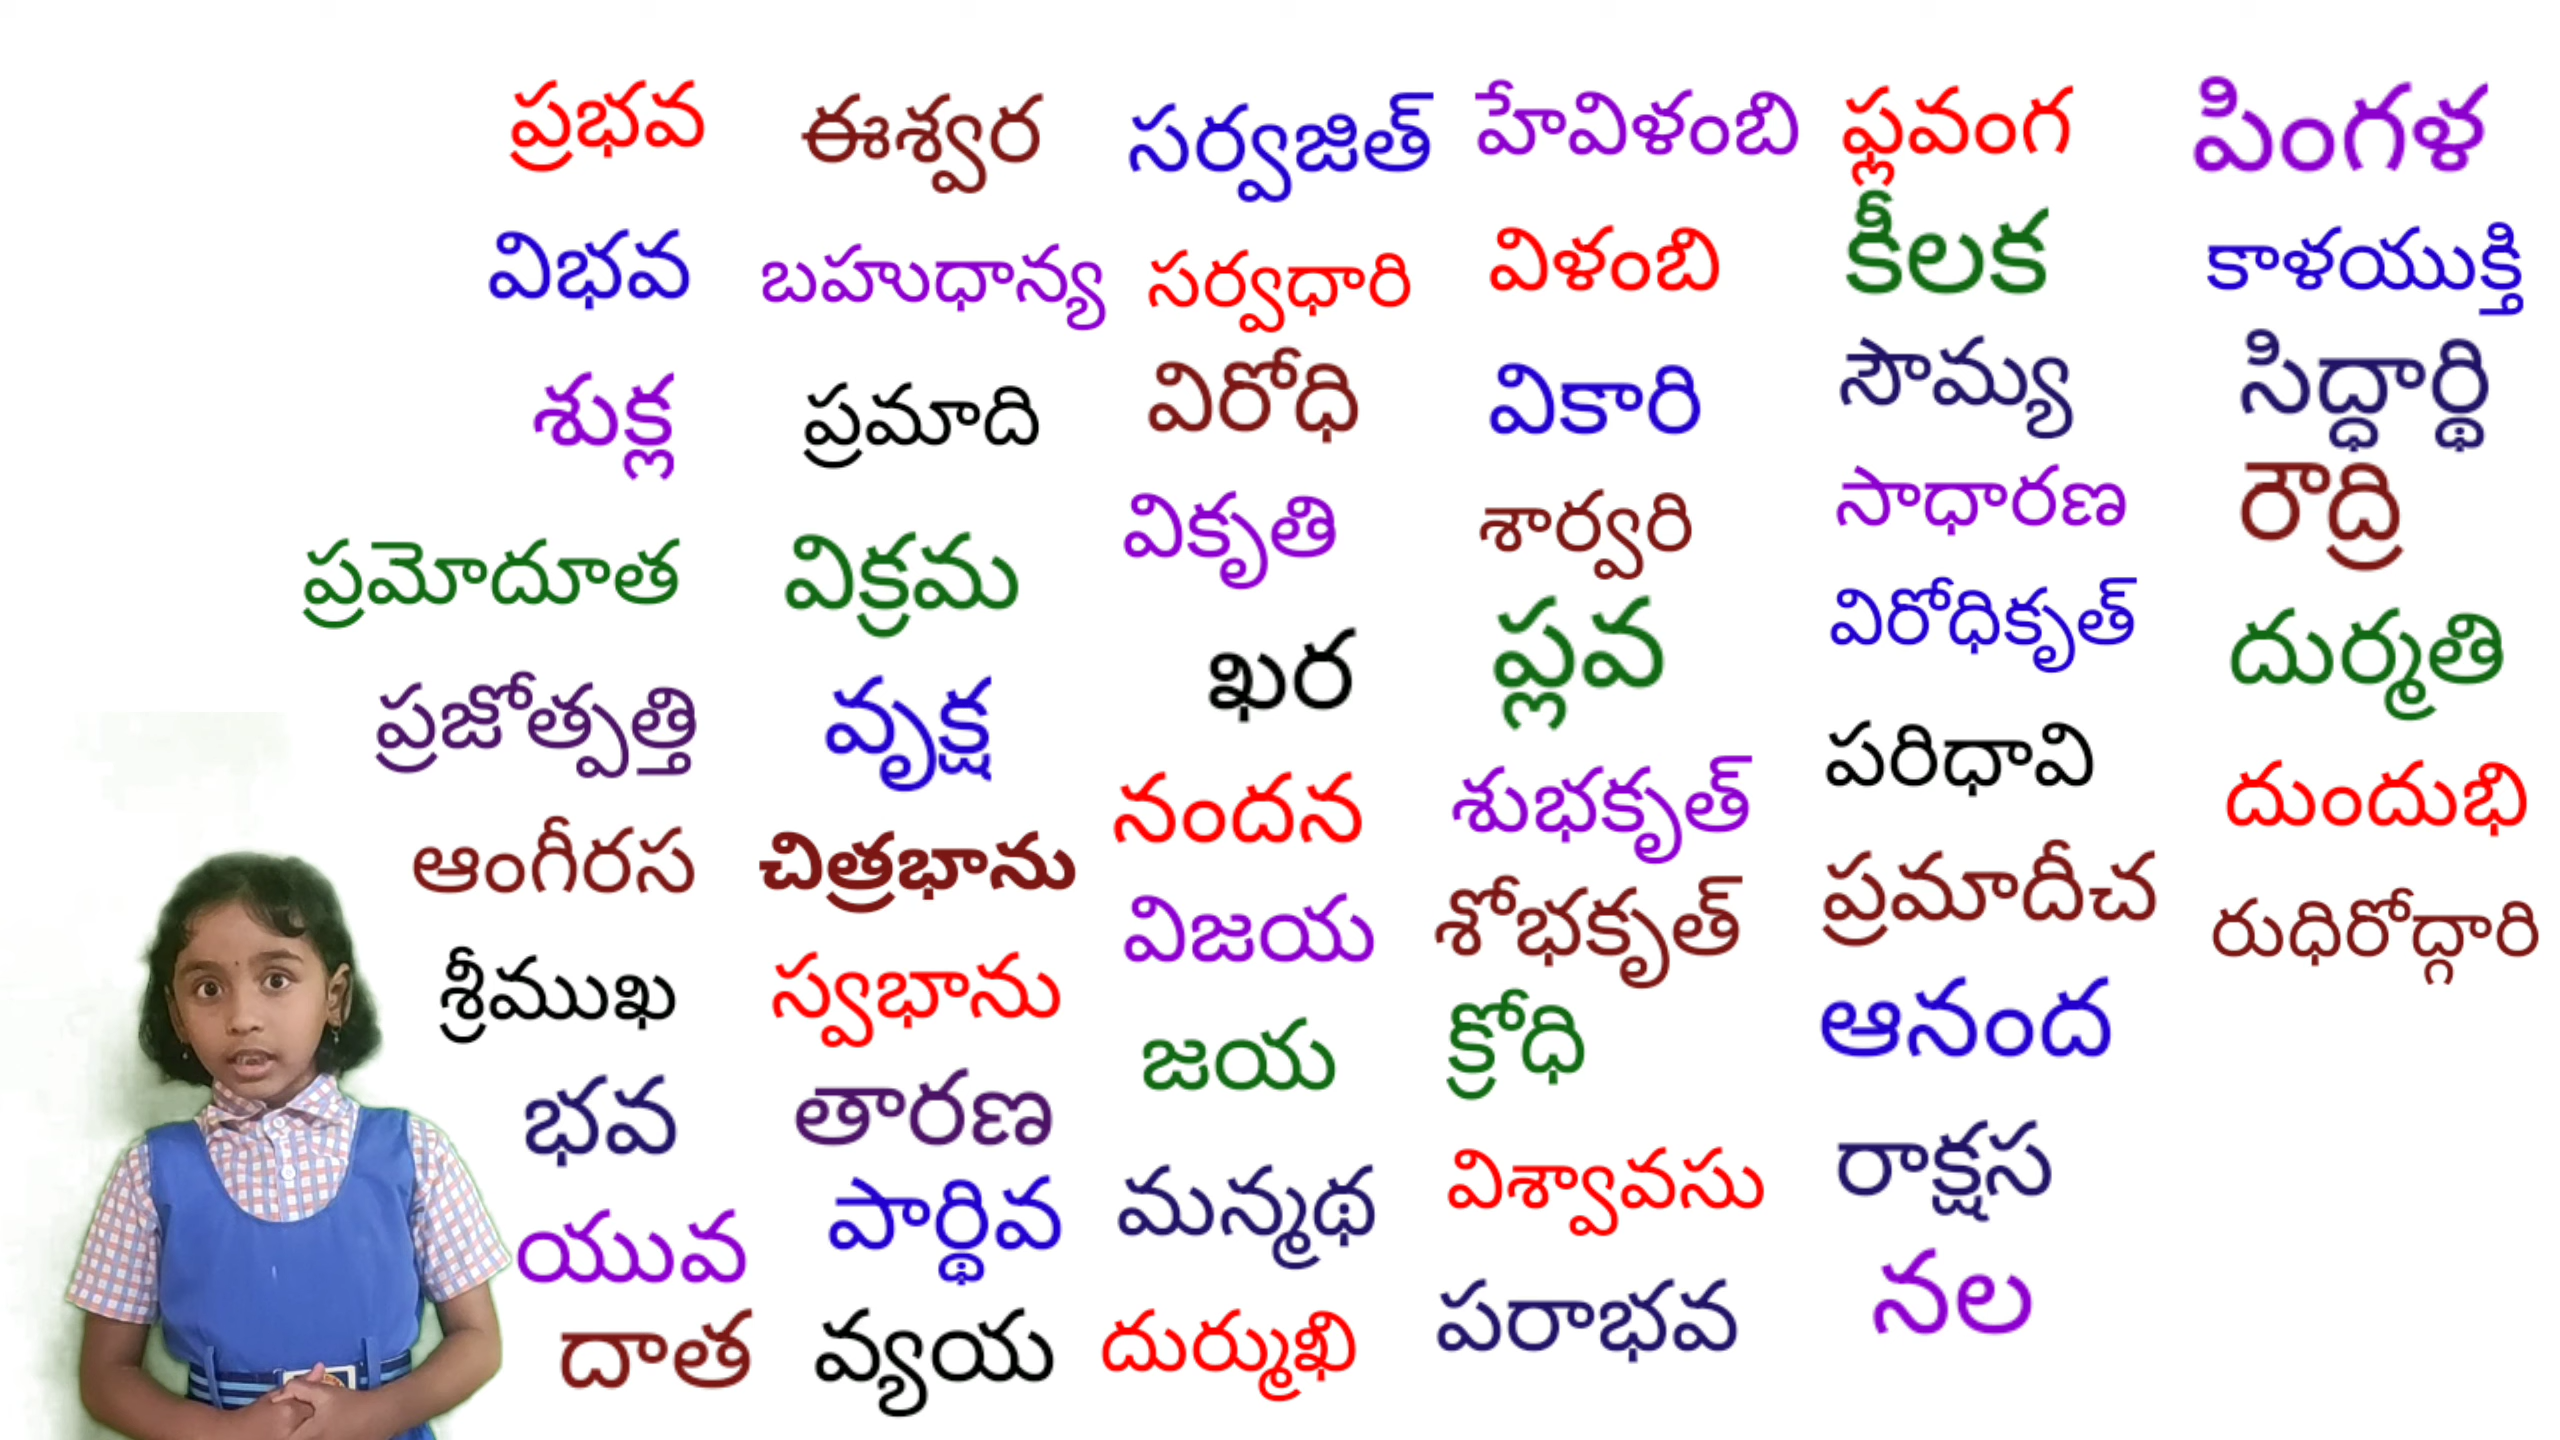 ప్రభవ
విభవ
శుక్ల
ప్రమోదూత
ప్రజోత్పత్తి
ఆంగీరస
శ్రీముఖ
భవ
యువ
దాత
ఈశ్వర
బహుధాన్య
ప్రమాది
విక్రమ
వృక్ష
చిత్రభాను
స్వభాను
తారణ
పార్థివ
వ్యయ
సర్వజిత్
సర్వధారి
విరోధి
వికృతి
ఖర
నందన
విజయ
జయ
మన్మథ
దుర్ముఖి
హేవిళంబి
విళంబి
వికారి
శార్వరి
ప్లవ
శుభకృత్
శోభకృత్
క్రోధి
విశ్వావసు
పరాభవ
ప్లవంగ
కీలక
సౌమ్య
సాధారణ
విరోధికృత్
పరిధావి
ప్రమాదీచ
ఆనంద
రాక్షస
నల
పింగళ
కాళయుక్తి
సిద్ధార్థి
రౌద్రి
దుర్మతి
దుందుభి
రుధిరోద్గారి